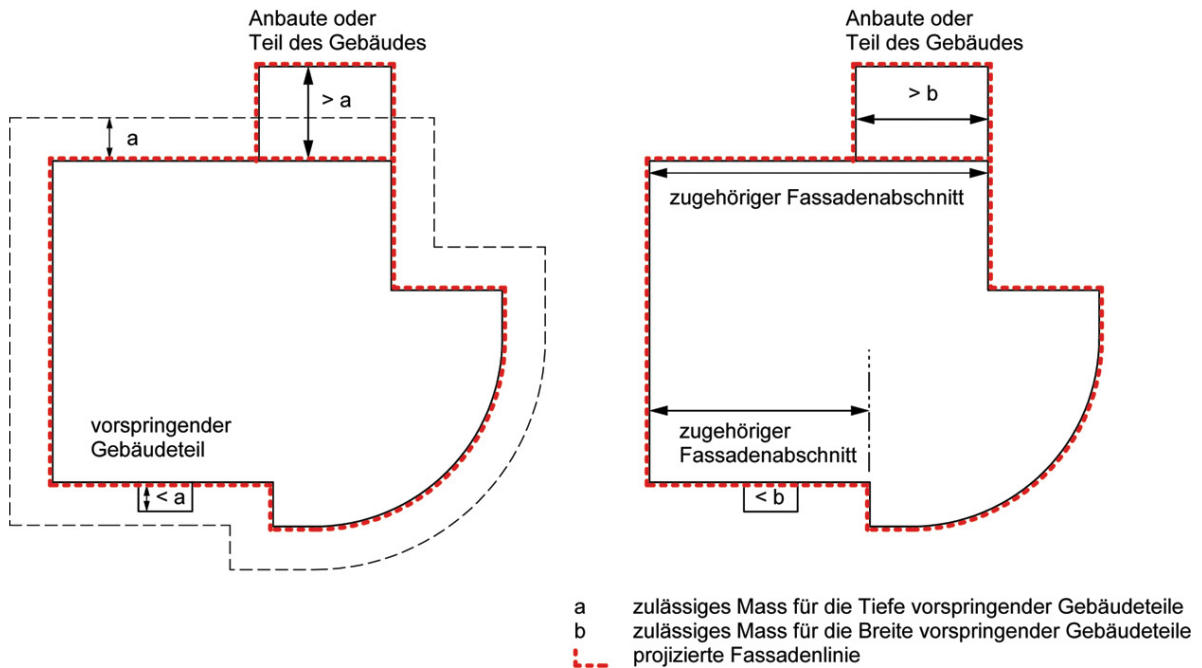 Anbaute oder
Teil des Gebäudes
> a
a
vorspringender
Gebäudeteil
< a
Anbaute oder
Teil des Gebäudes
> b
zugehöriger Fassadenabschnitt
zugehöriger
Fassadenabschnitt
< b
a zulässiges Mass für die Tiefe vorspringender Gebäudeteile
b zulässiges Mass für die Breite vorspringender Gebäudeteile
projizierte Fassadenlinie